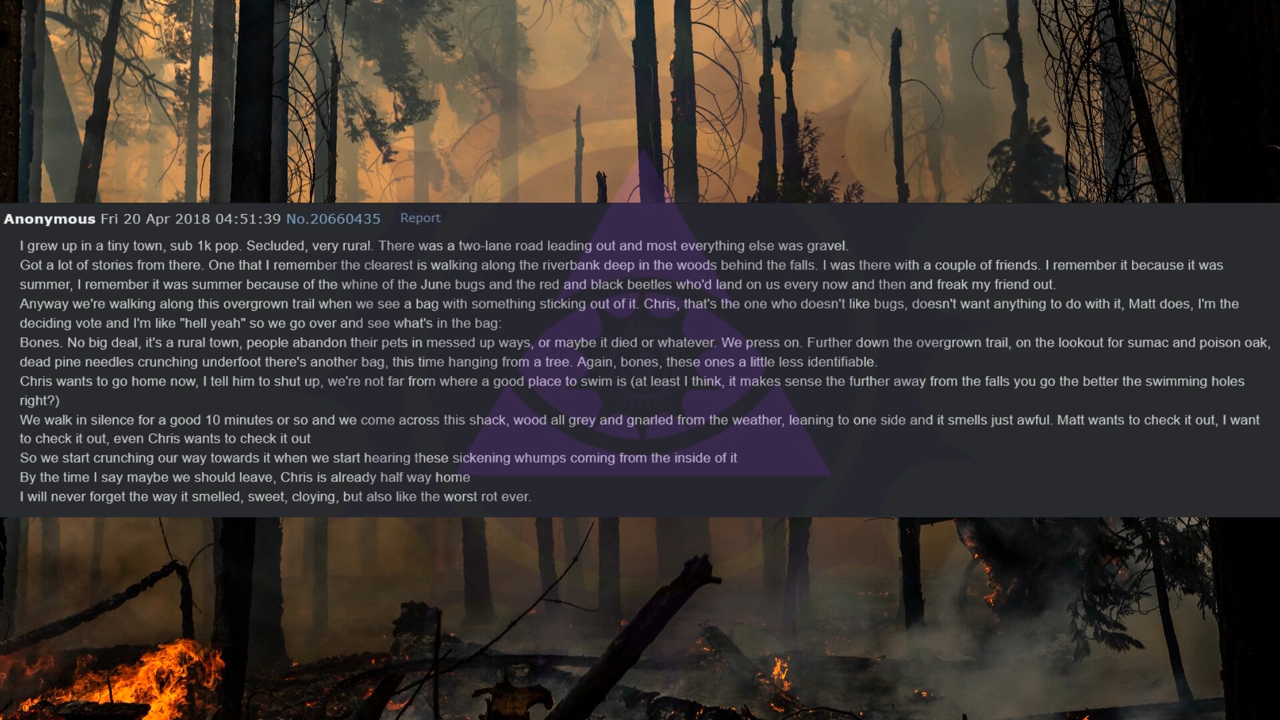 Anonymous Fri 20 Apr 2018 04:51:39 No.20660435 Report
I grew up in a tiny town, sub 1k pop. Secluded, very rural. There was a two-lane road leading out and most everything else was gravel.
Got a lot of stories from there. One that I remember the clearest is walking along the riverbank deep in the woods behind the falls. I was there with a couple of friends. I remember it because it was
summer, I remember it was summer because of the whine of the June bugs and the red and black beetles who'd land on us every now and then and freak my friend out.
Anyway we're walking along this overgrown trail when we see a bag with something sticking out of it. Chris, that's the one who doesn't like bugs, doesn't want anything to do with it, Matt does, I'm the
deciding vote and I'm like "hell yeah" so we go over and see what's in the bag:
Bones. No big deal, it's a rural town, people abandon their pets in messed up ways, or maybe it died or whatever. We press on. Further down the overgrown trail, on the lookout for sumac and poison oak,
dead pine needles crunching underfoot there's another bag, this time hanging from a tree. Again, bones, these ones a little less identifiable.
Chris wants to go home now, I tell him to shut up, we're not far from where a good place to swim is (at least I think, it makes sense the further away from the falls you go the better the swimming holes
right?)
We walk in silence for a good 10 minutes or so and we come across this shack, wood all grey and gnarled from the weather, leaning to one side and it smells just awful. Matt wants to check it out, I want
to check it out, even Chris wants to check it out
So we start crunching our way towards it when we start hearing these sickening whumps coming from the inside of it
By the time I say maybe we should leave, Chris is already half way home
I will never forget the way it smelled, sweet, cloying, but also like the worst rot ever.